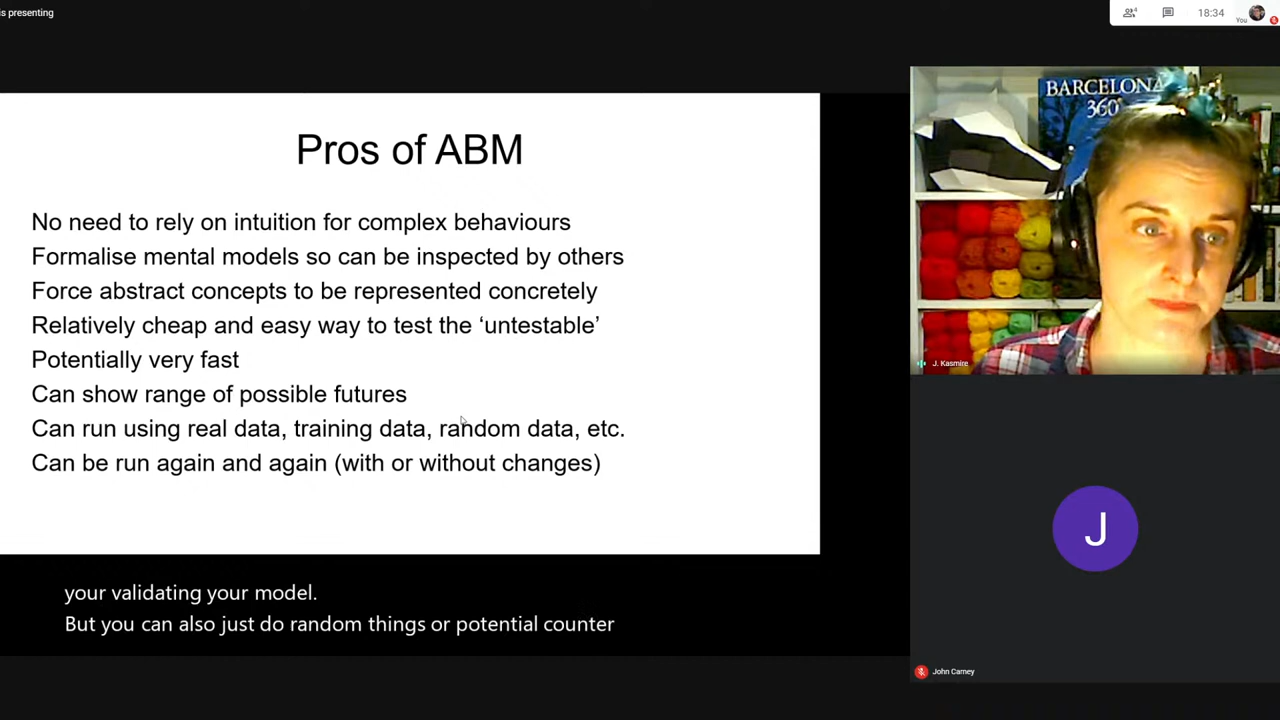 is presenting
4
18:34
You
Pros of ABM
No need to rely on intuition for complex behaviours
Formalise mental models so can be inspected by others
Force abstract concepts to be represented concretely
Relatively cheap and easy way to test the ‘untestable’
Potentially very fast
Can show range of possible futures
Can run using real data, training data, random data, etc.
Can be run again and again (with or without changes)
your validating your model.
But you can also just do random things or potential counter
BARCELONA
360°
J. Kasmire
J
John Carney